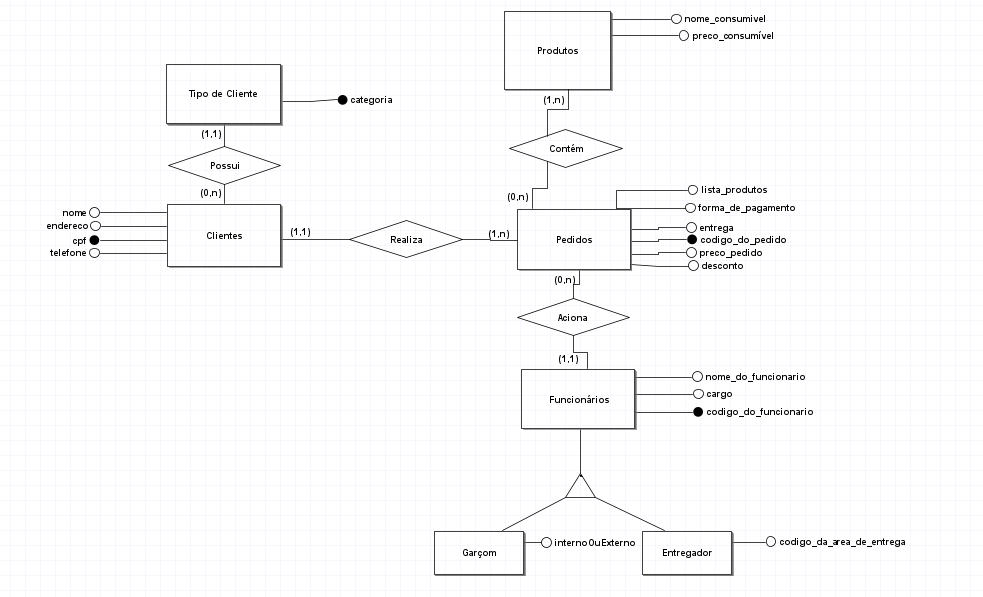 nome_consumivel
preco_consumível
Produtos
Tipo de Cliente
categoria
(1,n)
(1,1)
Contém
Possui
(0,n)
(0,n)
lista_produtos
forma_de_pagamento
nome
endereco
cpf
telefone
Clientes
(1,1)
Realiza
(1,n)
Pedidos
entrega
codigo_do_pedido
preco_pedido
desconto
(0,n)
Aciona
(1,1)
nome_do_funcionario
cargo
codigo_do_funcionario
Funcionários
Garçom
internoOuExterno
Entregador
codigo_da_area_de_entrega